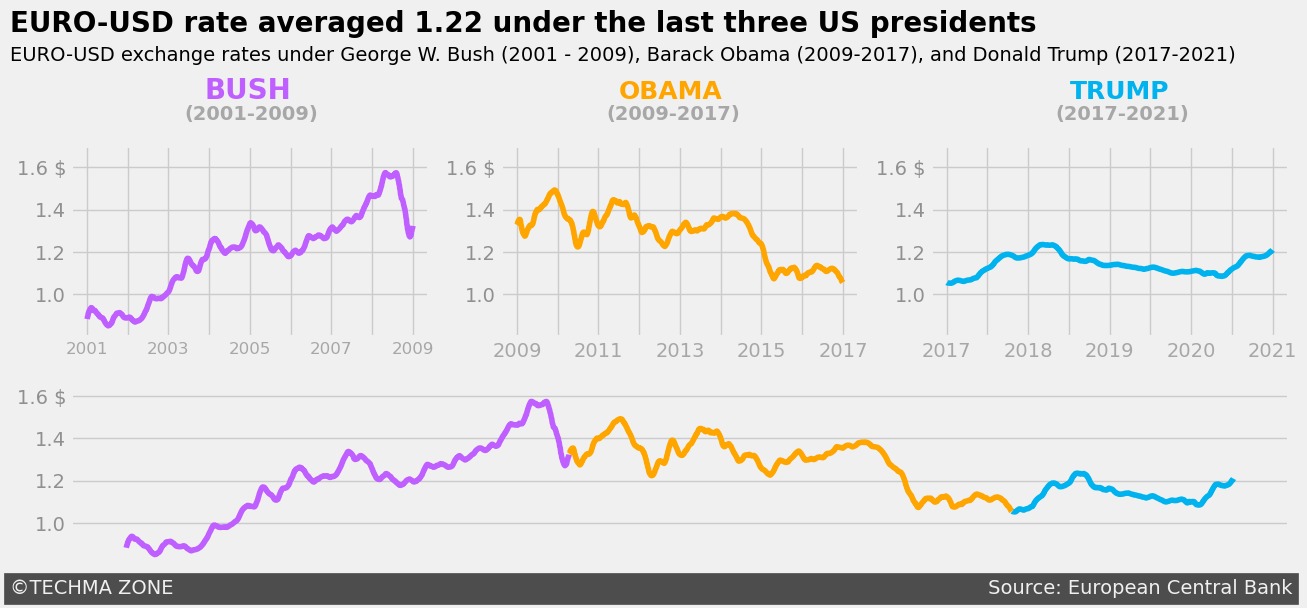 EURO-USD rate averaged 1.22 under the last three US presidents
EURO-USD exchange rates under George W. Bush (2001 - 2009), Barack Obama (2009-2017), and Donald Trump (2017-2021)
BUSH
(2001-2009)
1.6 $
1.4
1.2
1.0
2001 2003 2005 2007 2009
OBAMA
(2009-2017)
1.6 $
1.4
1.2
1.0
2009 2011 2013 2015 2017
TRUMP
(2017-2021)
1.6 $
1.4
1.2
1.0
2017 2018 2019 2020 2021
1.6 $
1.4
1.2
1.0
©TECHMA ZONE
Source: European Central Bank